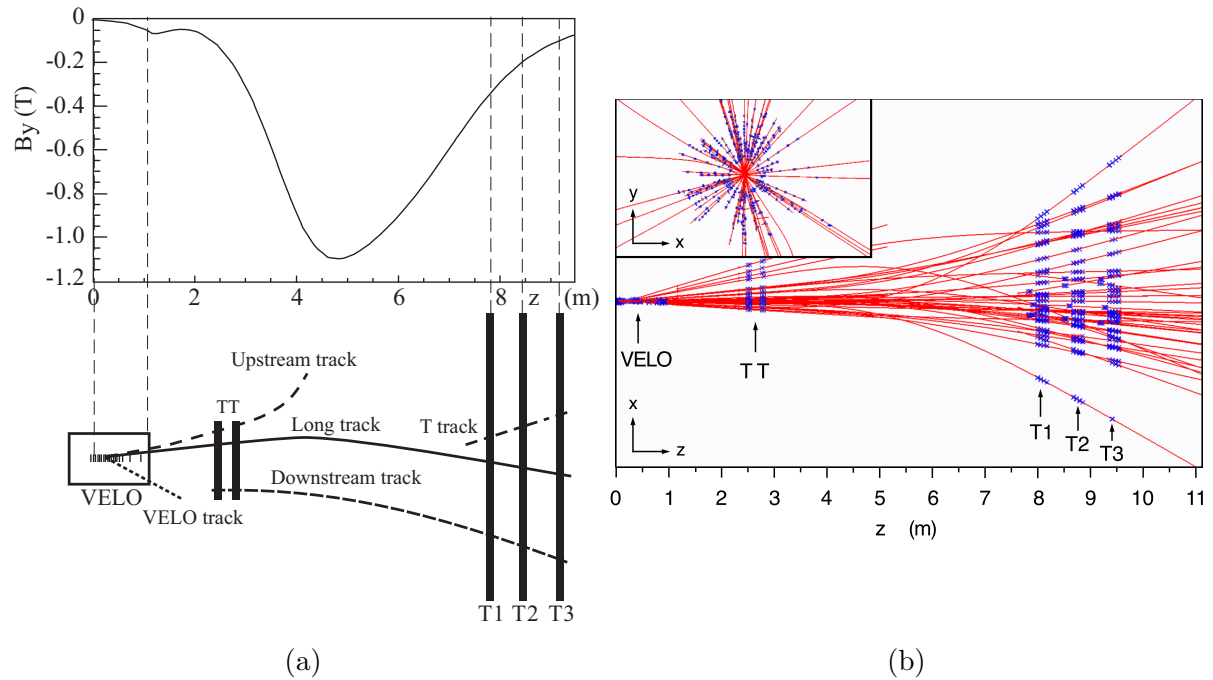 0
-0.2
-0.4
-0.6
-0.8
-1.0
-1.2
By (T)
0 2 4 6 8 z (m)
Upstream track
TT
Long track
T track
VELO
Downstream track
VELO track
T1 T2 T3
(a)
y
x
VELO
TT
T1
T2
T3
x
z
0 1 2 3 4 5 6 7 8 9 10 11
z (m)
(b)